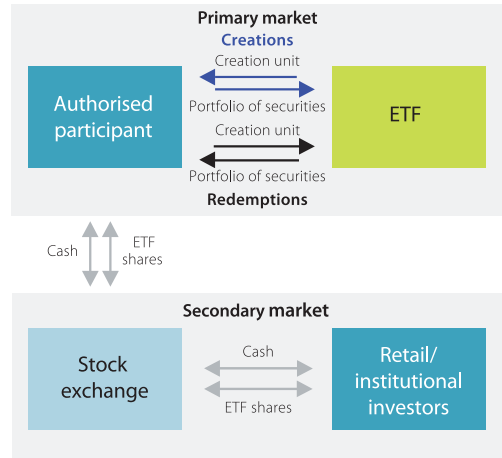 Primary market
Creations
Creation unit
Authorised
participant
ETF
Portfolio of securities
Creation unit
Portfolio of securities
Redemptions
Cash
ETF
shares
Secondary market
Stock
exchange
Cash
ETF shares
Retail/
institutional
investors